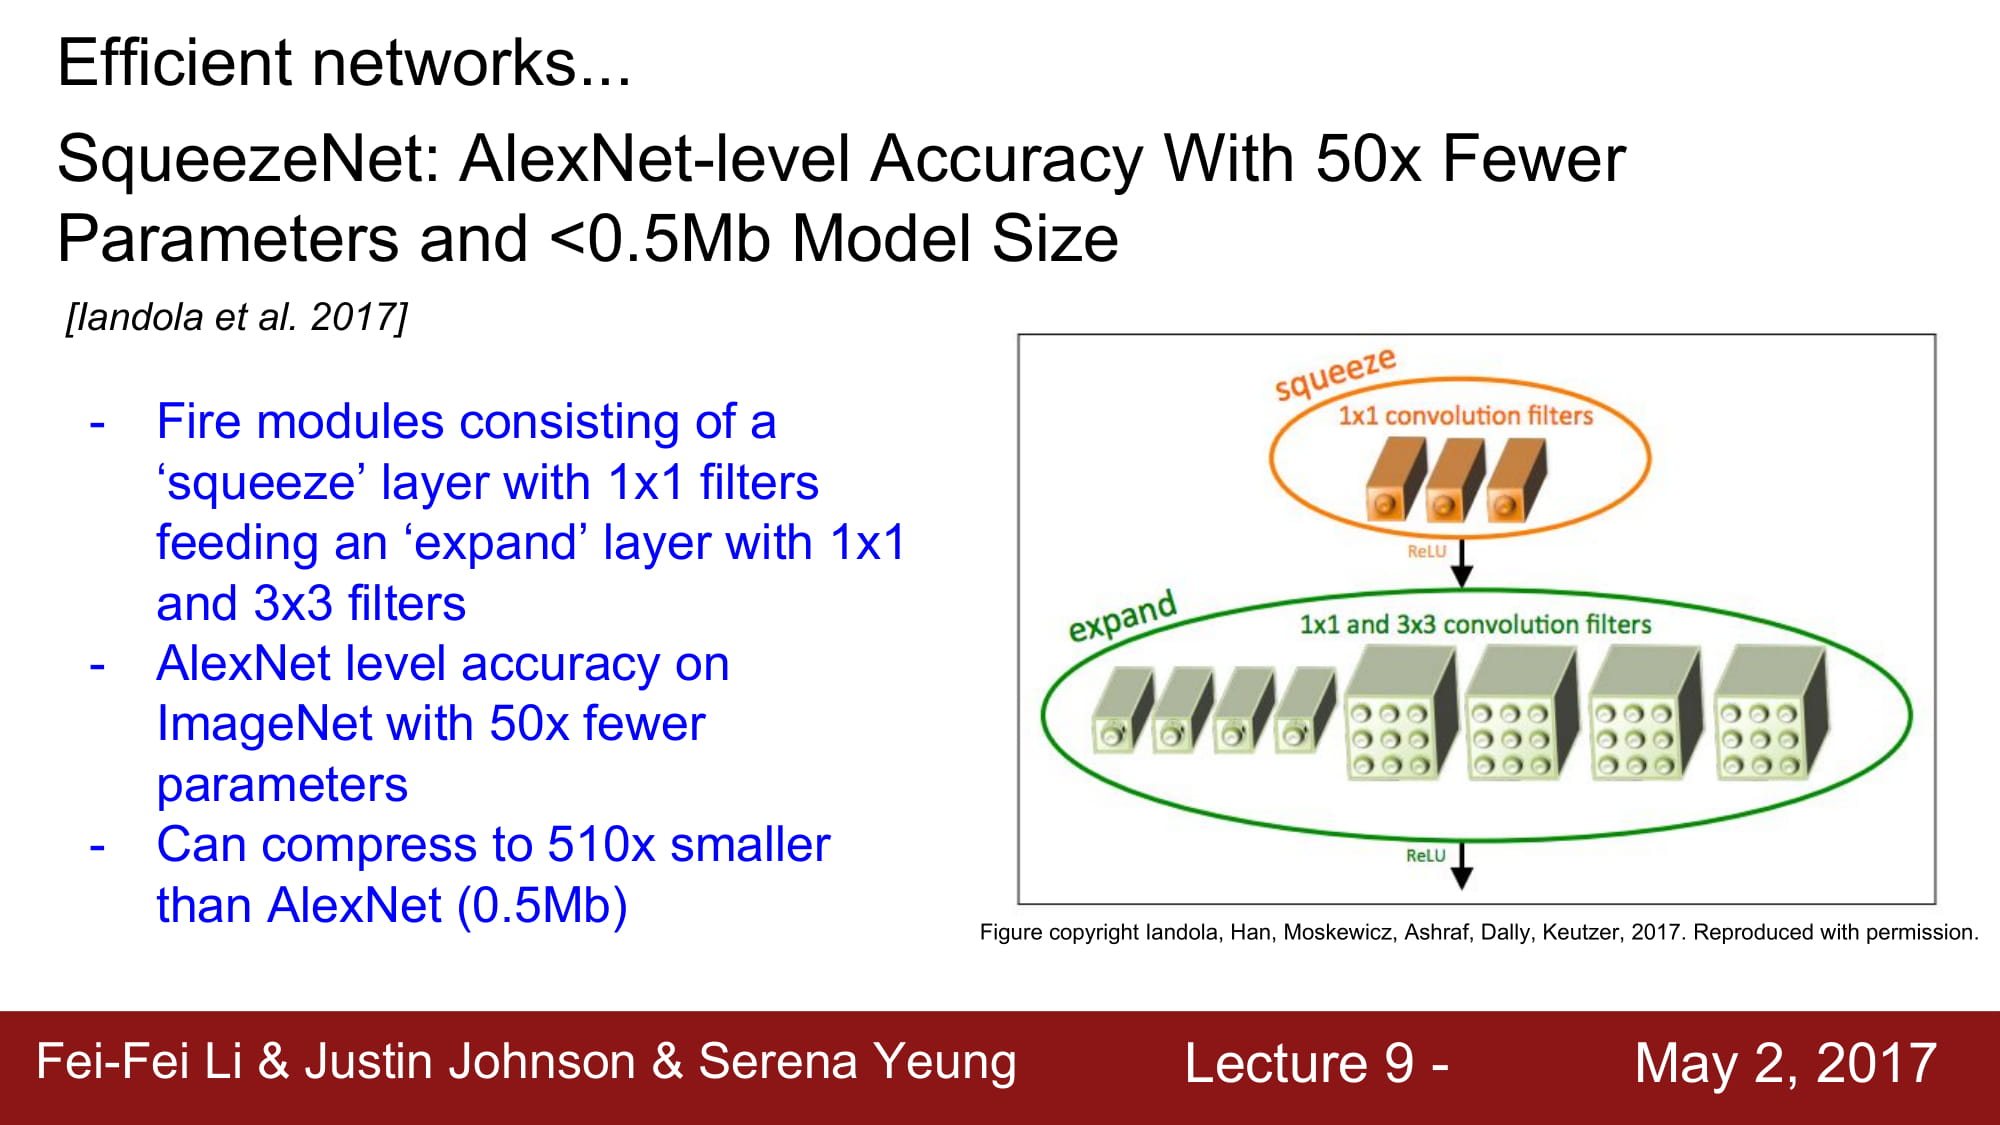 Efficient networks...
SqueezeNet: AlexNet-level Accuracy With 50x Fewer
Parameters and <0.5Mb Model Size
[Iandola et al. 2017]
- Fire modules consisting of a
‘squeeze’ layer with 1x1 filters
feeding an ‘expand’ layer with 1x1
and 3x3 filters
- AlexNet level accuracy on
ImageNet with 50x fewer
parameters
- Can compress to 510x smaller
than AlexNet (0.5Mb)
squeeze
1x1 convolution filters
ReLU
expand
1x1 and 3x3 convolution filters
ReLU
Figure copyright Iandola, Han, Moskewicz, Ashraf, Dally, Keutzer, 2017. Reproduced with permission.
Fei-Fei Li & Justin Johnson & Serena Yeung
Lecture 9 -
May 2, 2017